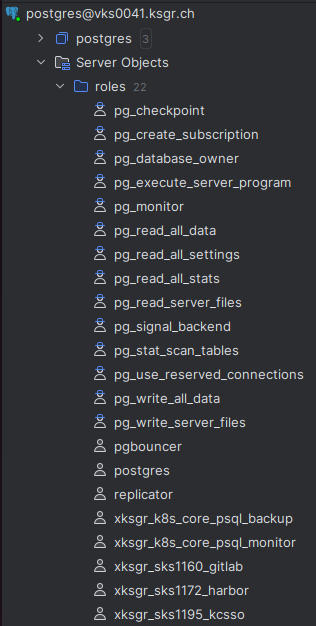 postgres@vks0041.ksgr.ch
postgres 3
Server Objects
roles 22
pg_checkpoint
pg_create_subscription
pg_database_owner
pg_execute_server_program
pg_monitor
pg_read_all_data
pg_read_all_settings
pg_read_all_stats
pg_read_server_files
pg_signal_backend
pg_stat_scan_tables
pg_use_reserved_connections
pg_write_all_data
pg_write_server_files
pgbouncer
postgres
replicator
xksgr_k8s_core_psql_backup
xksgr_k8s_core_psql_monitor
xksgr_sks1160_gitlab
xksgr_sks1172_harbor
xksgr_sks1195_kcsso